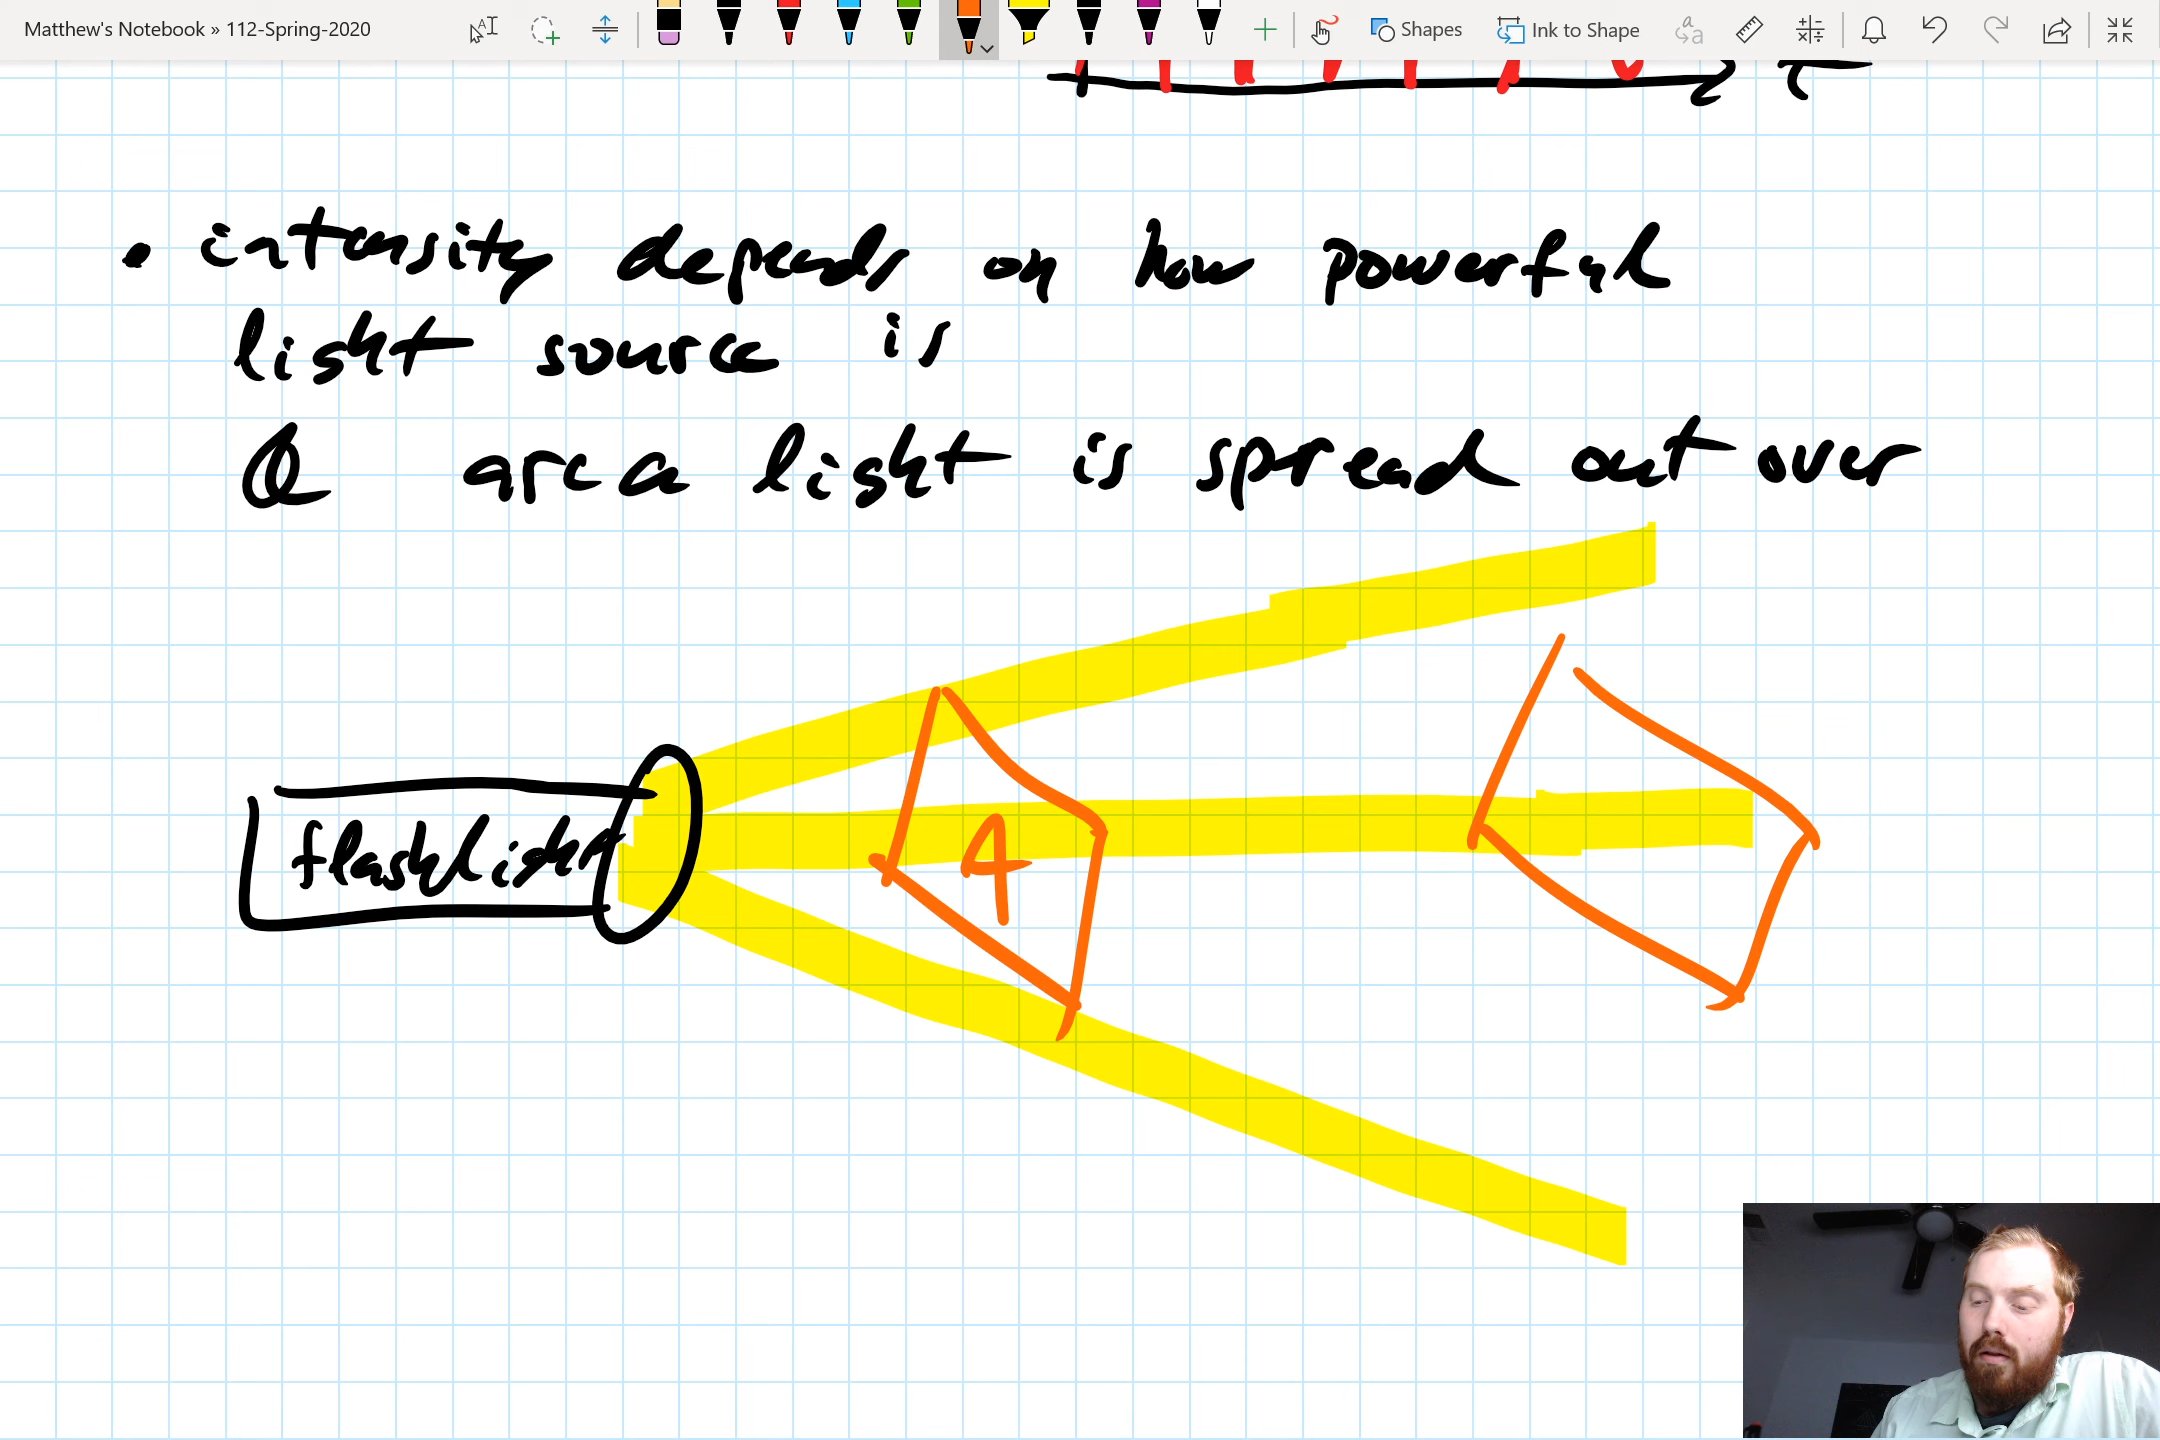 Matthew's Notebook » 112-Spring-2020
Shapes
Ink to Shape
• intensity depends on how powerful
light source is
& area light is spread out over
flashlight
4